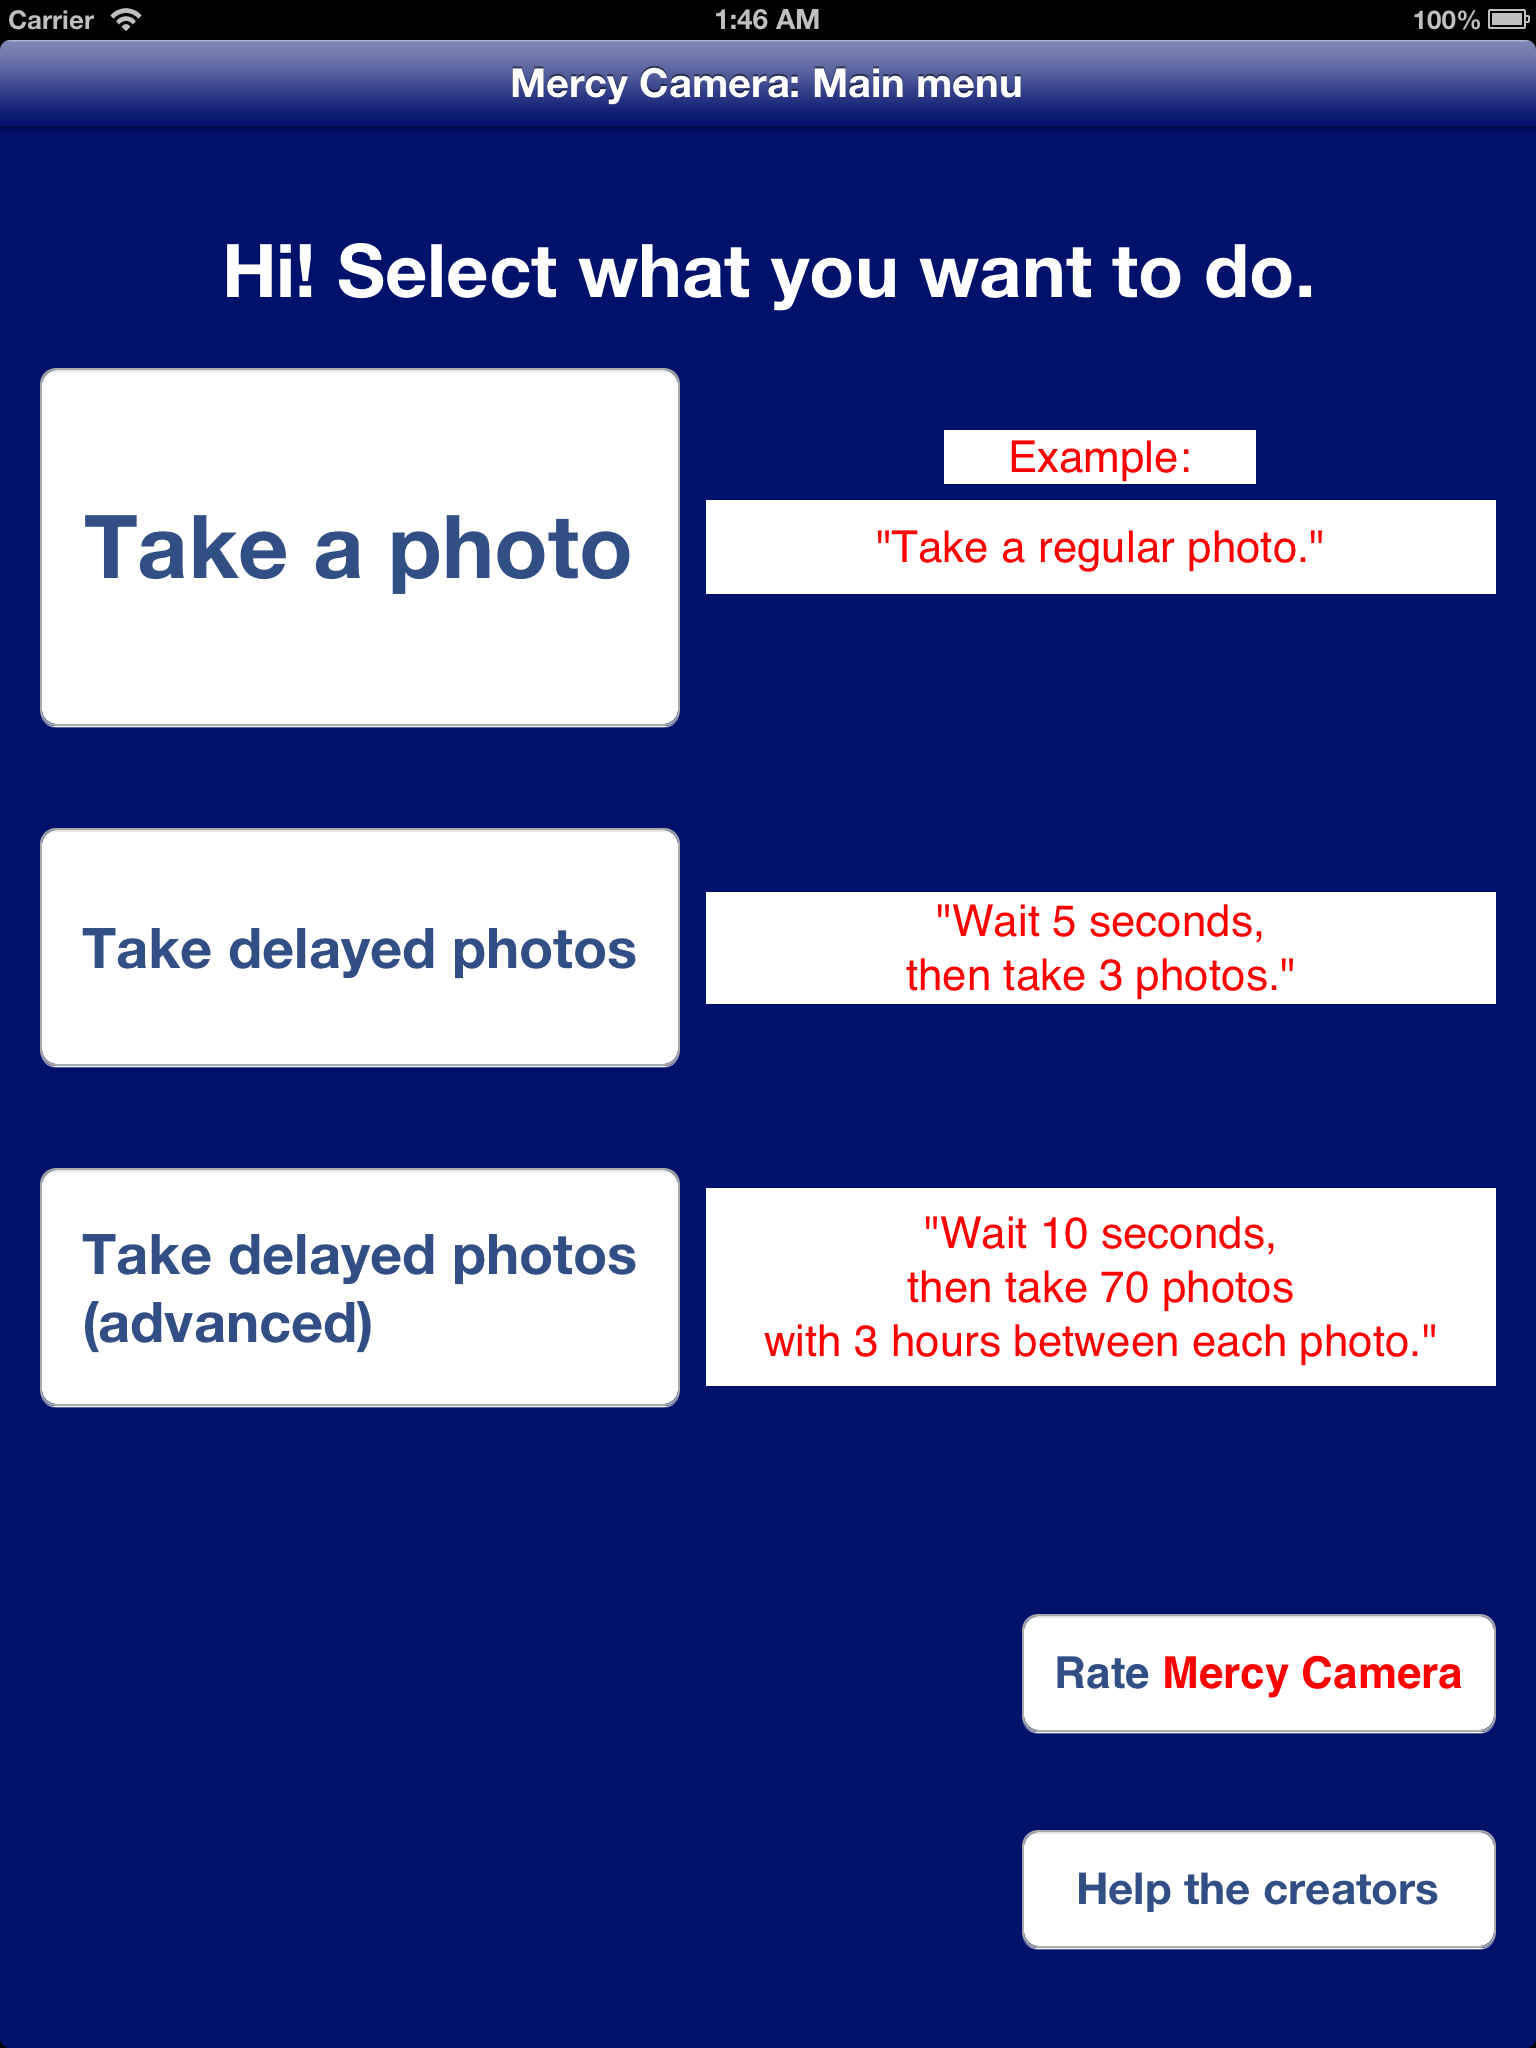 Carrier 1:46 AM 100%
Mercy Camera: Main menu
Hi! Select what you want to do.
Take a photo
Example:
"Take a regular photo."
Take delayed photos
"Wait 5 seconds,
then take 3 photos."
Take delayed photos
(advanced)
"Wait 10 seconds,
then take 70 photos
with 3 hours between each photo."
Rate Mercy Camera
Help the creators